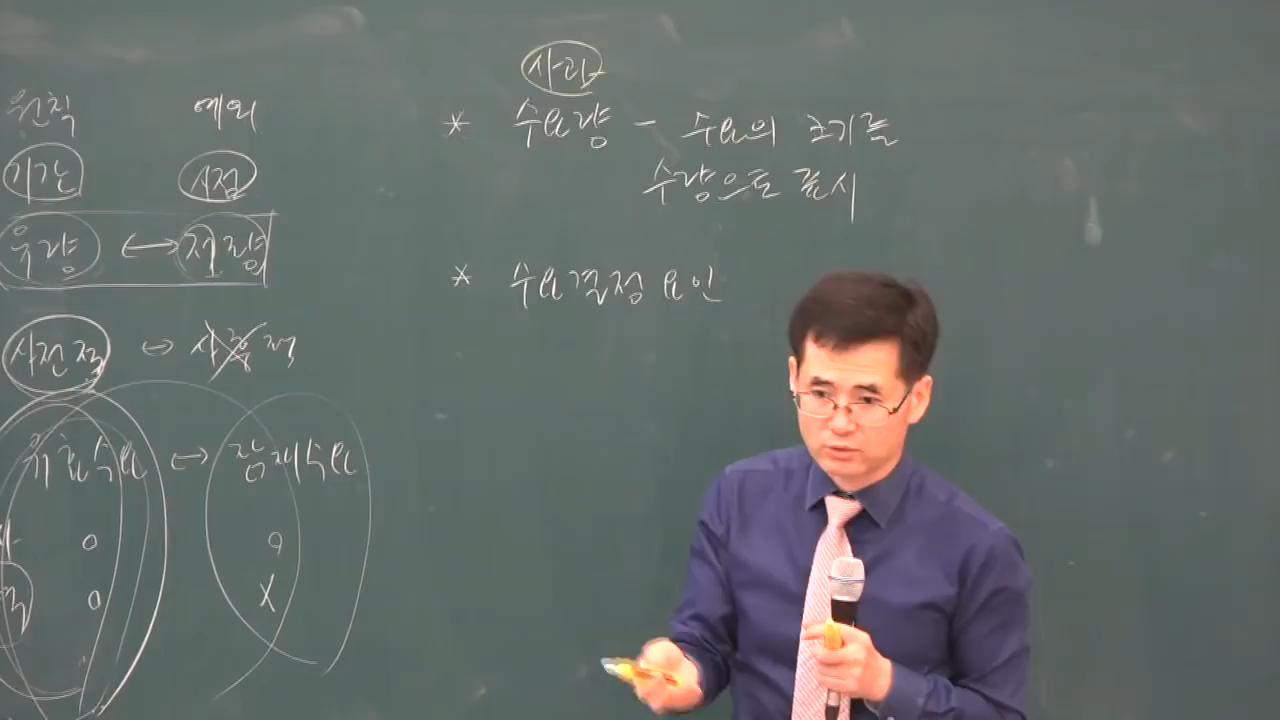 원칙 예외
기간 시점
유량 ↔ 저량
사전적 ↔ 사후적
유효수요 ↔ 잠재수요
o o
o X
사과
* 수요량 - 수요의 크기를
수량으로 표시
* 수요결정요인